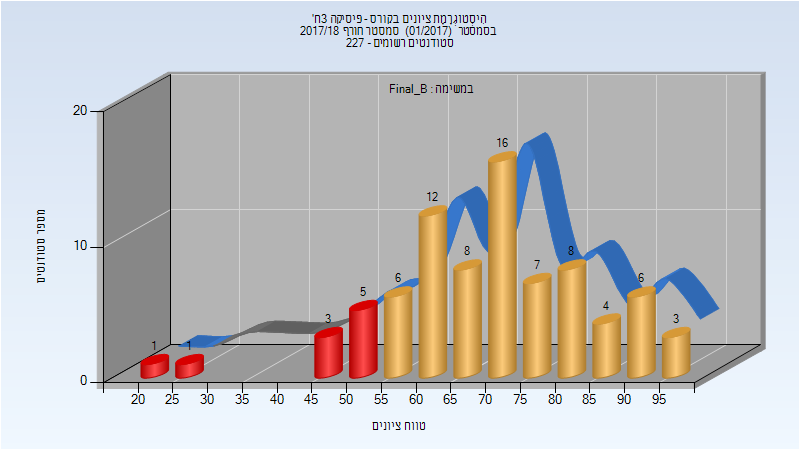 היסטוגרמת ציונים בקורס - פיסיקה 3ח'
בסמסטר (01/2017) סמסטר חורף 2017/18
סטודנטים רשומים - 227
במשימה : Final_B
מספר סטודנטים
20
10
0
1
1
3
5
6
12
8
16
7
8
4
6
3
20 25 30 40 45 50 55 60 65 70 75 80 85 90 95
טווח ציונים